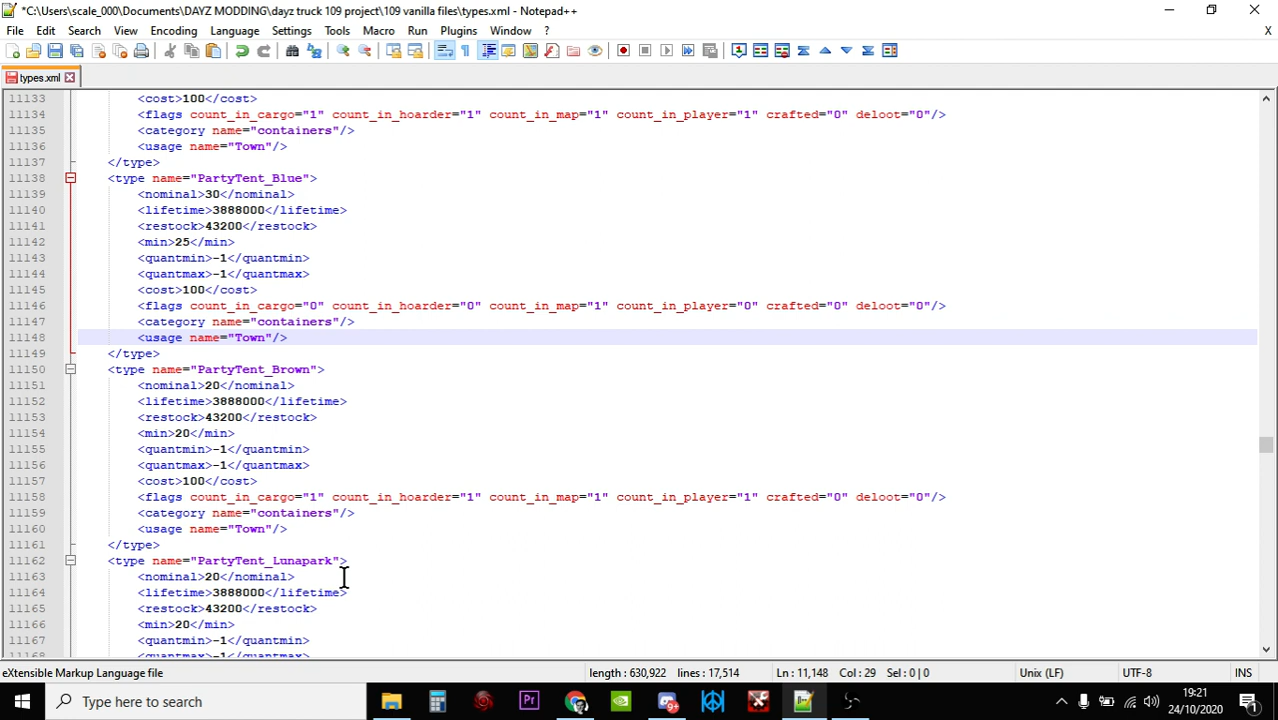 *C:\Users\scale_000\Documents\DAYZ MODDING\dayz truck 109 project\109 vanilla files\types.xml - Notepad++
File Edit Search View Encoding Language Settings Tools Macro Run Plugins Window ? X
types.xml
11133 <cost>100</cost>
11134 <flags count_in_cargo="1" count_in_hoarder="1" count_in_map="1" count_in_player="1" crafted="0" deloot="0"/>
11135 <category name="containers"/>
11136 <usage name="Town"/>
11137 </type>
11138 <type name="PartyTent_Blue">
11139 <nominal>30</nominal>
11140 <lifetime>3888000</lifetime>
11141 <restock>43200</restock>
11142 <min>25</min>
11143 <quantmin>-1</quantmin>
11144 <quantmax>-1</quantmax>
11145 <cost>100</cost>
11146 <flags count_in_cargo="0" count_in_hoarder="0" count_in_map="1" count_in_player="0" crafted="0" deloot="0"/>
11147 <category name="containers"/>
11148 <usage name="Town"/>
11149 </type>
11150 <type name="PartyTent_Brown">
11151 <nominal>20</nominal>
11152 <lifetime>3888000</lifetime>
11153 <restock>43200</restock>
11154 <min>20</min>
11155 <quantmin>-1</quantmin>
11156 <quantmax>-1</quantmax>
11157 <cost>100</cost>
11158 <flags count_in_cargo="1" count_in_hoarder="1" count_in_map="1" count_in_player="1" crafted="0" deloot="0"/>
11159 <category name="containers"/>
11160 <usage name="Town"/>
11161 </type>
11162 <type name="PartyTent_Lunapark">
11163 <nominal>20</nominal>
11164 <lifetime>3888000</lifetime>
11165 <restock>43200</restock>
11166 <min>20</min>
11167 <quantmin>-1</quantmin>
11168 <quantmax>-1</quantmax>
eXtensible Markup Language file length : 630,922 lines : 17,514 Ln : 11,148 Col : 29 Sel : 0 | 0 Unix (LF) UTF-8 INS
Type here to search
19:21
24/10/2020